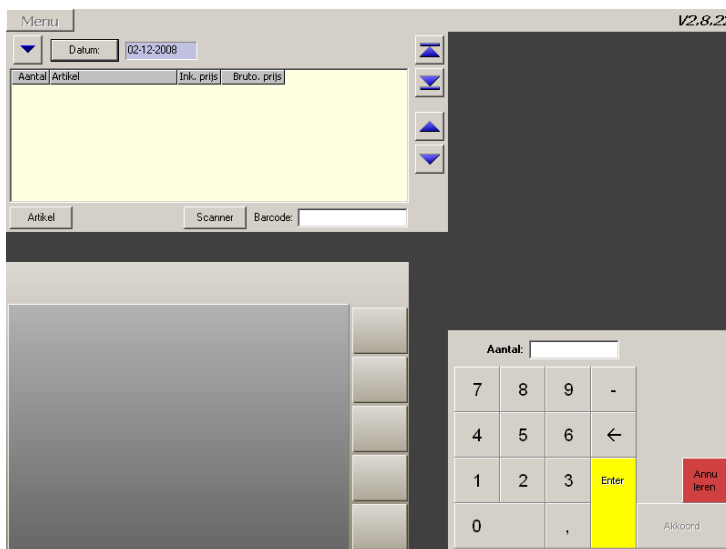 Menu
V2.8.22
Datum: 02-12-2008
Aantal Artikel Ink. prijs Bruto. prijs
Artikel Scanner Barcode:
Aantal:
7 8 9 -
4 5 6 ←
1 2 3 Enter Annu
leren
0 , Akkoord